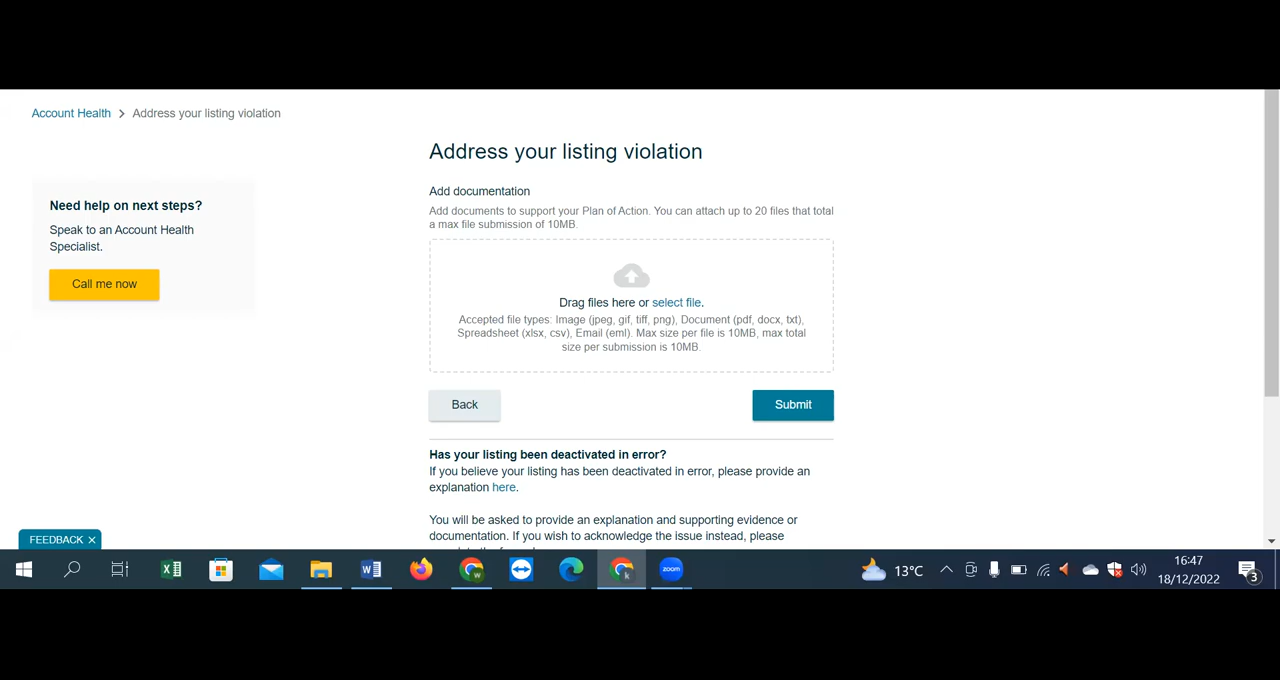 Account Health > Address your listing violation
Address your listing violation
Need help on next steps?
Speak to an Account Health
Specialist.
Call me now
Add documentation
Add documents to support your Plan of Action. You can attach up to 20 files that total
a max file submission of 10MB.
Drag files here or select file.
Accepted file types: Image (jpeg, gif, tiff, png), Document (pdf, docx, txt),
Spreadsheet (xlsx, csv), Email (eml). Max size per file is 10MB, max total
size per submission is 10MB.
Back
Submit
Has your listing been deactivated in error?
If you believe your listing has been deactivated in error, please provide an
explanation here.
You will be asked to provide an explanation and supporting evidence or
documentation. If you wish to acknowledge the issue instead, please
FEEDBACK ×
zoom
13°C
16:47
18/12/2022
3